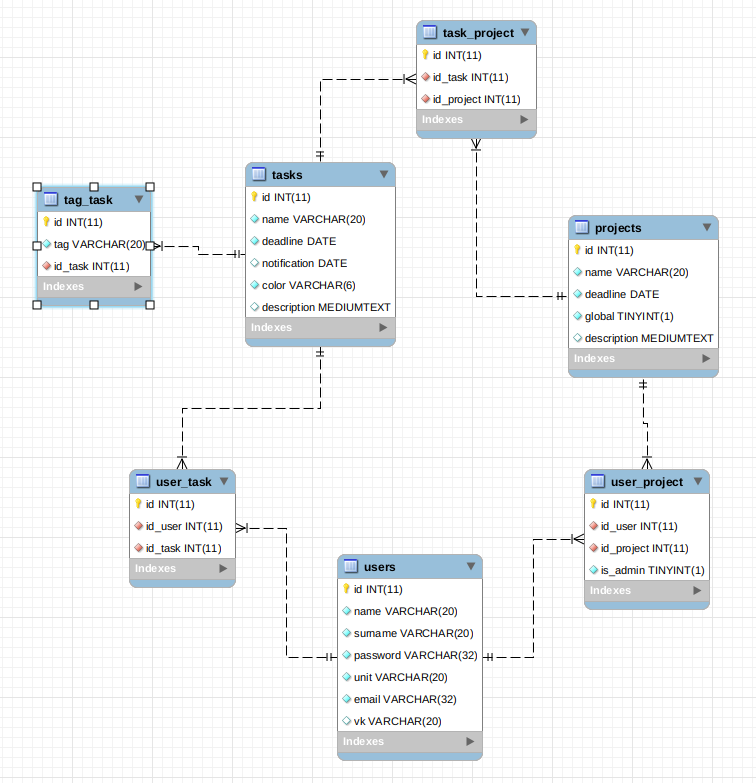 task_project
id INT(11)
id_task INT(11)
id_project INT(11)
Indexes
tasks
id INT(11)
name VARCHAR(20)
deadline DATE
notification DATE
color VARCHAR(6)
description MEDIUMTEXT
Indexes
tag_task
id INT(11)
tag VARCHAR(20)
id_task INT(11)
Indexes
projects
id INT(11)
name VARCHAR(20)
deadline DATE
global TINYINT(1)
description MEDIUMTEXT
Indexes
user_task
id INT(11)
id_user INT(11)
id_task INT(11)
Indexes
user_project
id INT(11)
id_user INT(11)
id_project INT(11)
is_admin TINYINT(1)
Indexes
users
id INT(11)
name VARCHAR(20)
surname VARCHAR(20)
password VARCHAR(32)
unit VARCHAR(20)
email VARCHAR(32)
vk VARCHAR(20)
Indexes